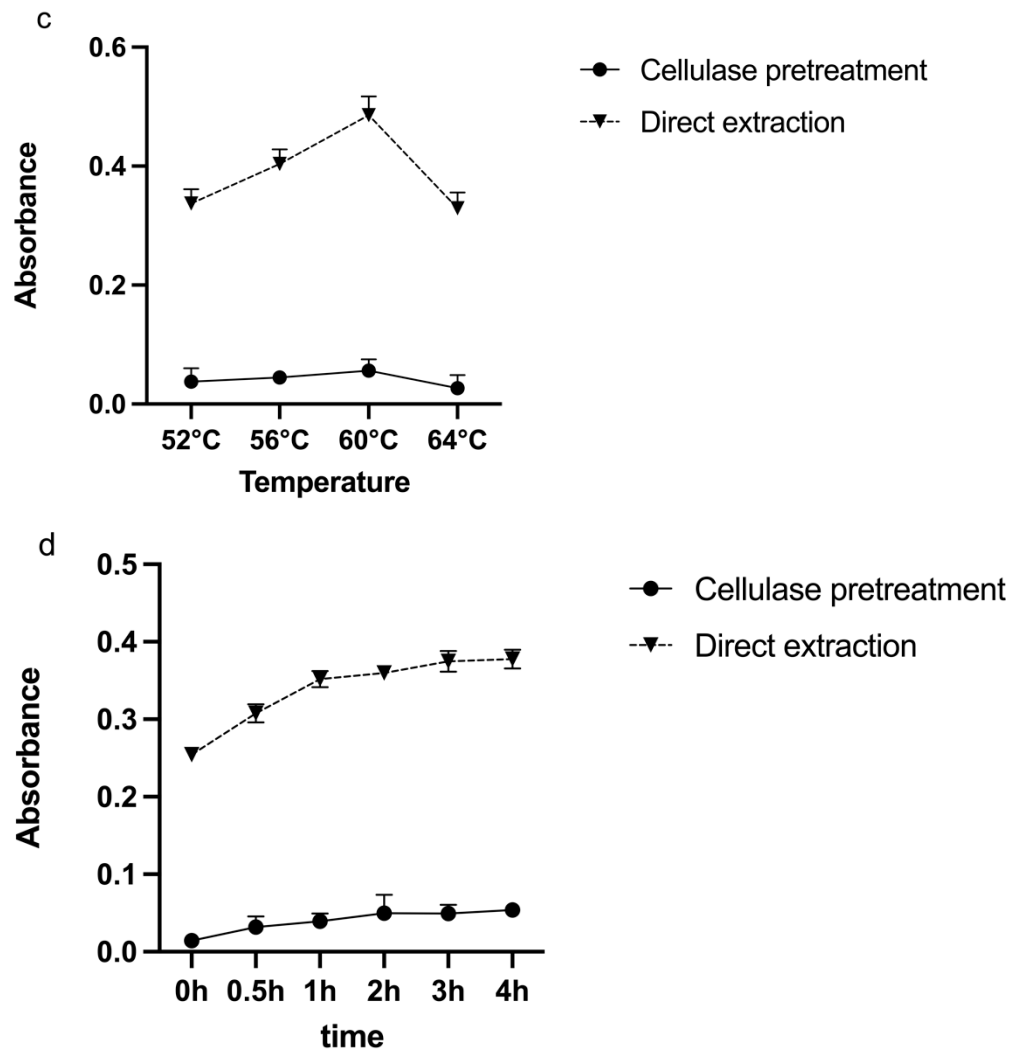 c
0.6
0.4
0.2
0.0
Absorbance
52°C 56°C 60°C 64°C
Temperature
Cellulase pretreatment
Direct extraction
d
0.5
0.4
0.3
0.2
0.1
0.0
Absorbance
0h 0.5h 1h 2h 3h 4h
time
Cellulase pretreatment
Direct extraction